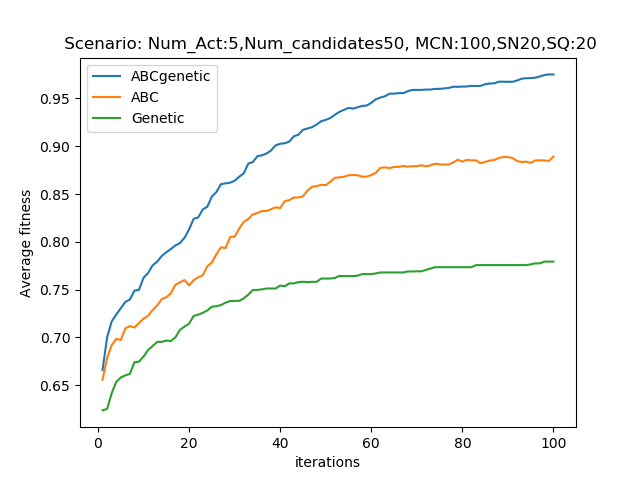 Scenario: Num_Act:5,Num_candidates50, MCN:100,SN20,SQ:20
ABCgenetic
ABC
Genetic
0.95
0.90
0.85
0.80
0.75
0.70
0.65
Average fitness
0 20 40 60 80 100
iterations